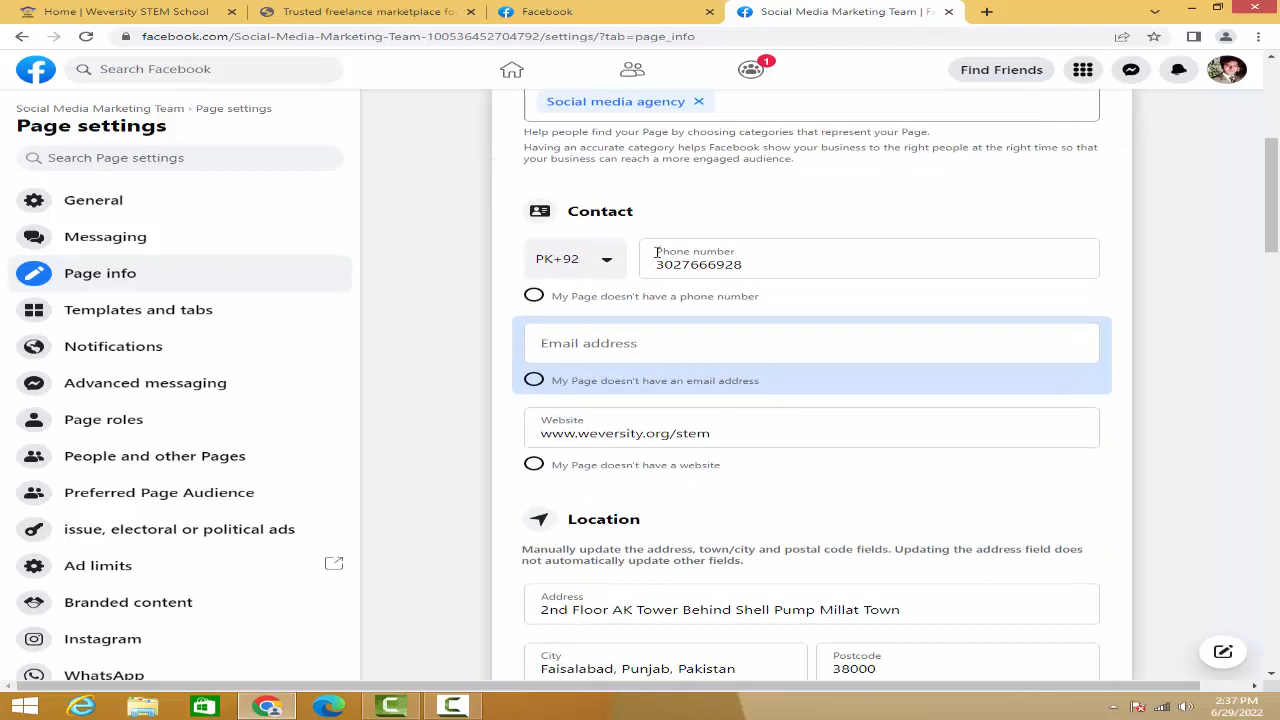 Home | Weversity STEM School
Trusted freelance marketplace fo
Facebook
Social Media Marketing Team | Fa
facebook.com/Social-Media-Marketing-Team-100536452704792/settings/?tab=page_info
Search Facebook
1
Find Friends
Social Media Marketing Team › Page settings
Page settings
Search Page settings
General
Messaging
Page info
Templates and tabs
Notifications
Advanced messaging
Page roles
People and other Pages
Preferred Page Audience
issue, electoral or political ads
Ad limits
Branded content
Instagram
WhatsApp
Social media agency ✕
Help people find your Page by choosing categories that represent your Page.
Having an accurate category helps Facebook show your business to the right people at the right time so that
your business can reach a more engaged audience.
Contact
PK+92
Phone number
3027666928
My Page doesn't have a phone number
Email address
My Page doesn't have an email address
Website
www.weversity.org/stem
My Page doesn't have a website
Location
Manually update the address, town/city and postal code fields. Updating the address field does
not automatically update other fields.
Address
2nd Floor AK Tower Behind Shell Pump Millat Town
City
Faisalabad, Punjab, Pakistan
Postcode
38000
2:37 PM
6/29/2022